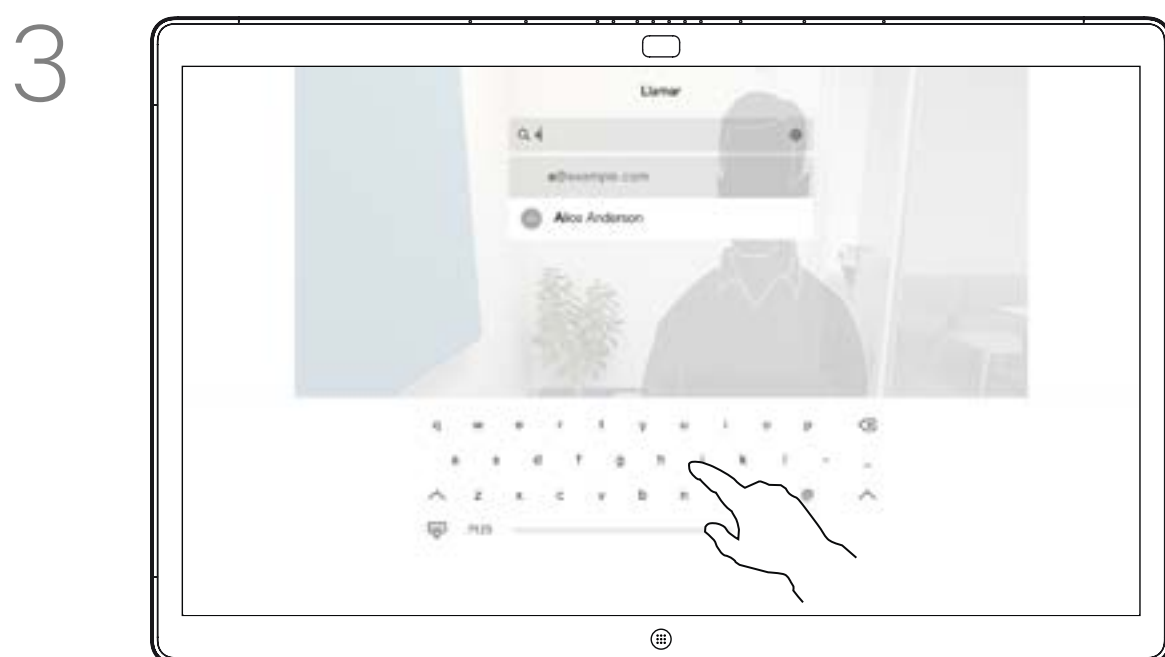 3
Llamar
a
a@example.com
Alice Anderson
q w e r t y u i o p
a s d f g h j k l - _
z x c v b n @
?123